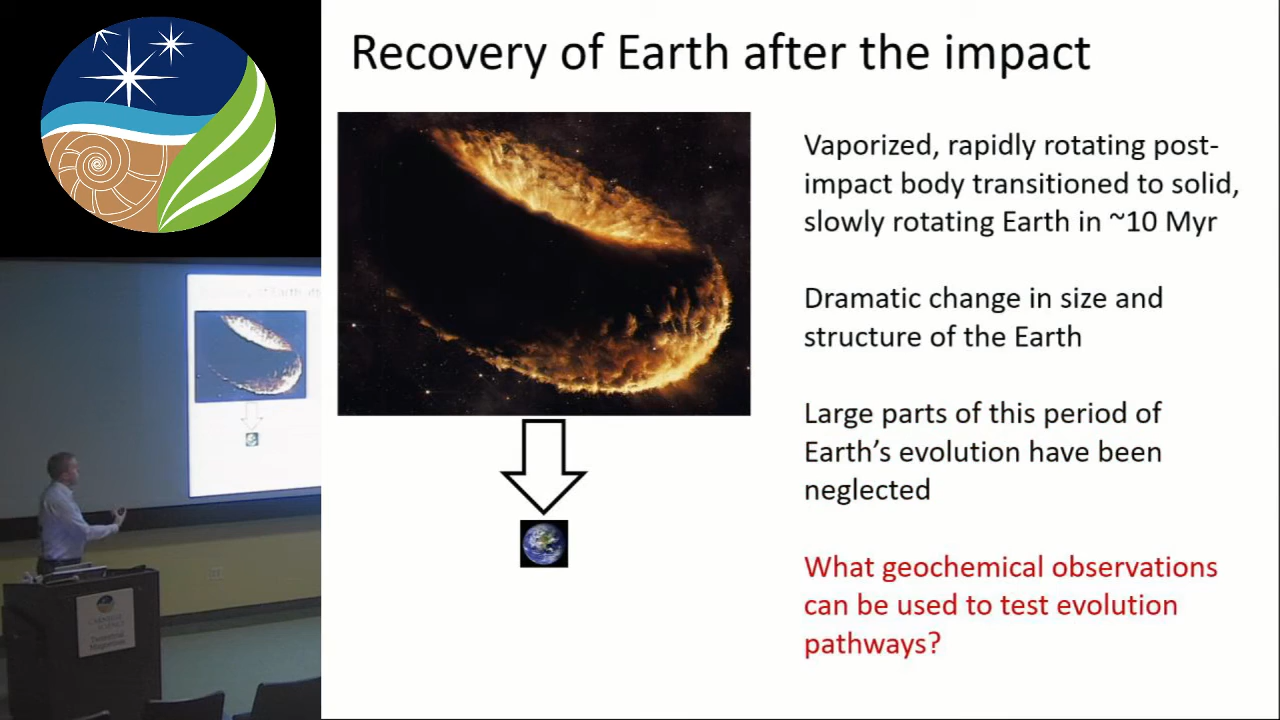 Recovery of Earth after the impact
Vaporized, rapidly rotating post-
impact body transitioned to solid,
slowly rotating Earth in ~10 Myr
Dramatic change in size and
structure of the Earth
Large parts of this period of
Earth's evolution have been
neglected
What geochemical observations
can be used to test evolution
pathways?